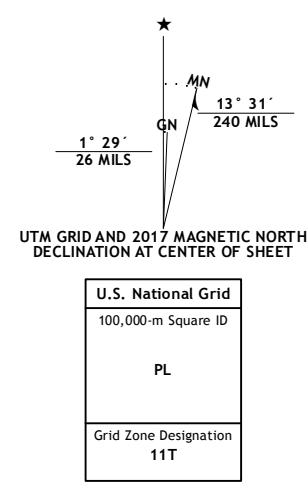 ★
MN
GN
13° 31´
240 MILS
1° 29´
26 MILS
UTM GRID AND 2017 MAGNETIC NORTH
DECLINATION AT CENTER OF SHEET
U.S. National Grid
100,000-m Square ID
PL
Grid Zone Designation
11T